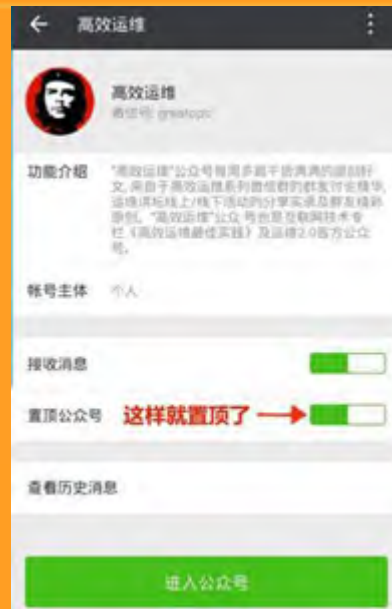 高效运维
高效运维
微信号: greatops
功能介绍
“高效运维”公众号每周多篇干货满满的原创好
文,来自于高效运维系列微信群的群友讨论精华、
运维讲坛线上/线下活动的分享实录及群友精彩
原创。“高效运维”公众 号也是互联网技术专
栏《高效运维最佳实践》及运维2.0官方公众
号。
帐号主体 个人
接收消息
置顶公众号 这样就置顶了
查看历史消息
进入公众号